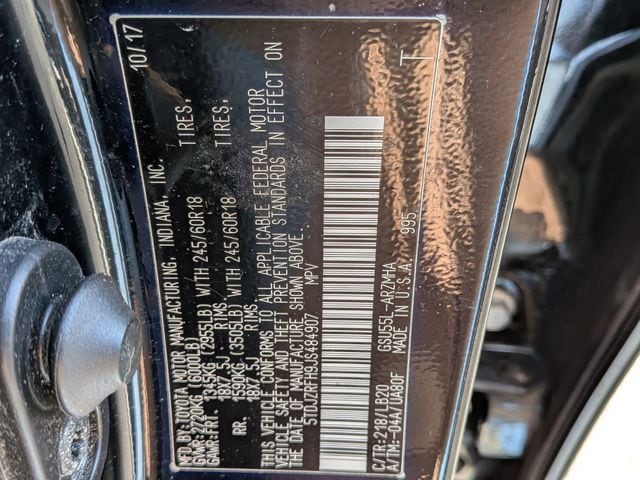 MFD.BY:TOYOTA MOTOR MANUFACTURING, INDIANA, INC. 10/17
GVWR: 2720KG (6000LB)
GAWR: FRT. 1345KG (2955LB) WITH 245/60R18 TIRES,
18X7.5J RIMS
RR. 1590KG (3505LB) WITH 245/60R18 TIRES,
18X7.5J RIMS
THIS VEHICLE CONFORMS TO ALL APPLICABLE FEDERAL MOTOR
VEHICLE SAFETY AND THEFT PREVENTION STANDARDS IN EFFECT ON
THE DATE OF MANUFACTURE SHOWN ABOVE.
5TDJZRFH9JS484907 MPV
C/TR:218/LB20 GSU55L-ARZMHA
A/TM:-04A/UA80F MADE IN U.S.A. 995 T